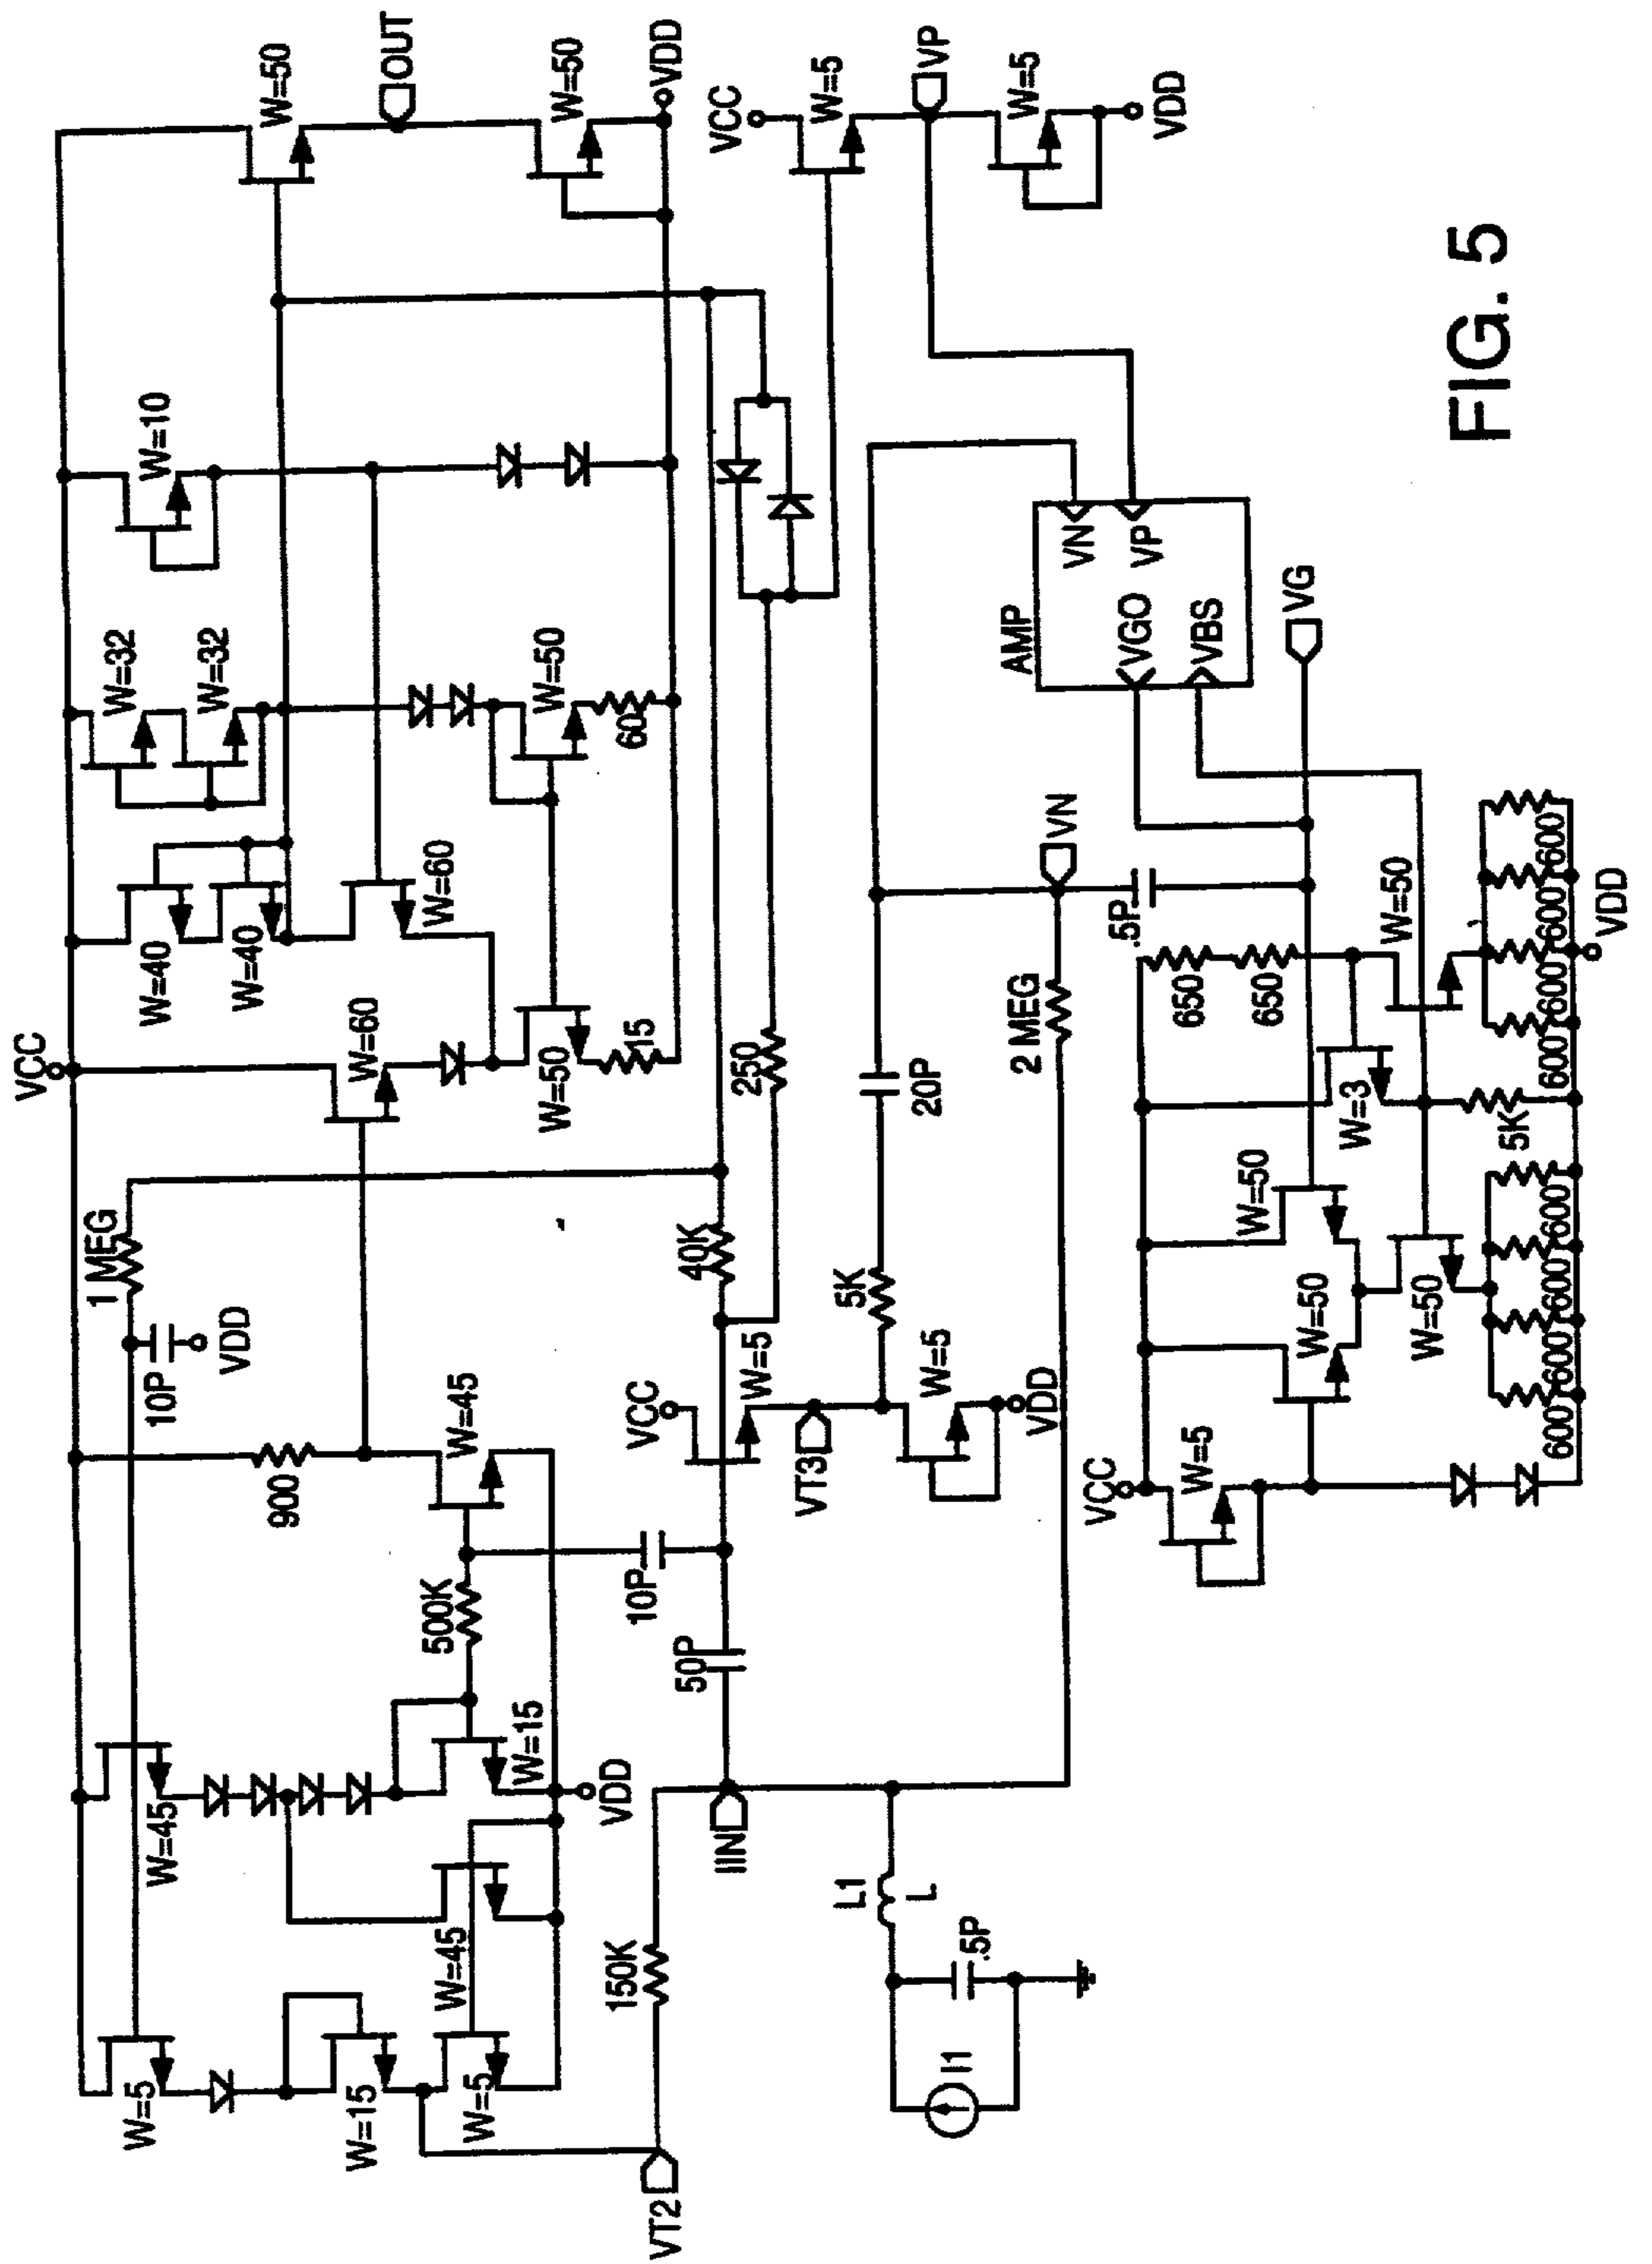 VCC
W=50
OUT
W=50
VDD
W=10
W=32
W=32
W=50
60
W=40
W=40
W=60
W=60
W=50
15
1 MEG
10P
VDD
900
W=45
500K
10P
W=45
W=15
VDD
W=45
W=5
W=15
W=5
VT2
150K
IIN
50P
40K
250
VCC
W=5
VT3
W=5
VDD
5K
20P
2 MEG
VN
.5P
L1
L
.5P
I1
VCC
W=5
VP
W=5
VDD
AMP
VN
VP
VGO
VBS
VG
VCC
W=5
W=50
W=50
W=50
W=3
5K
650
650
W=50
600
600
600
600
600
600
600
600
VDD
FIG. 5